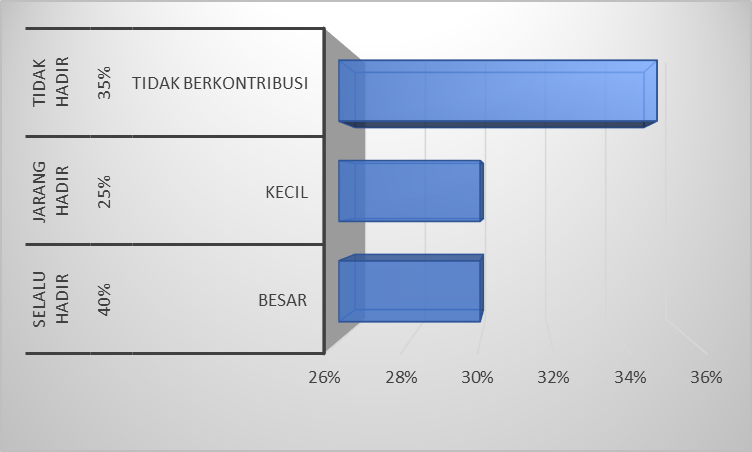 TIDAK
HADIR
35%
TIDAK BERKONTRIBUSI
JARANG
HADIR
25%
KECIL
SELALU
HADIR
40%
BESAR
26% 28% 30% 32% 34% 36%